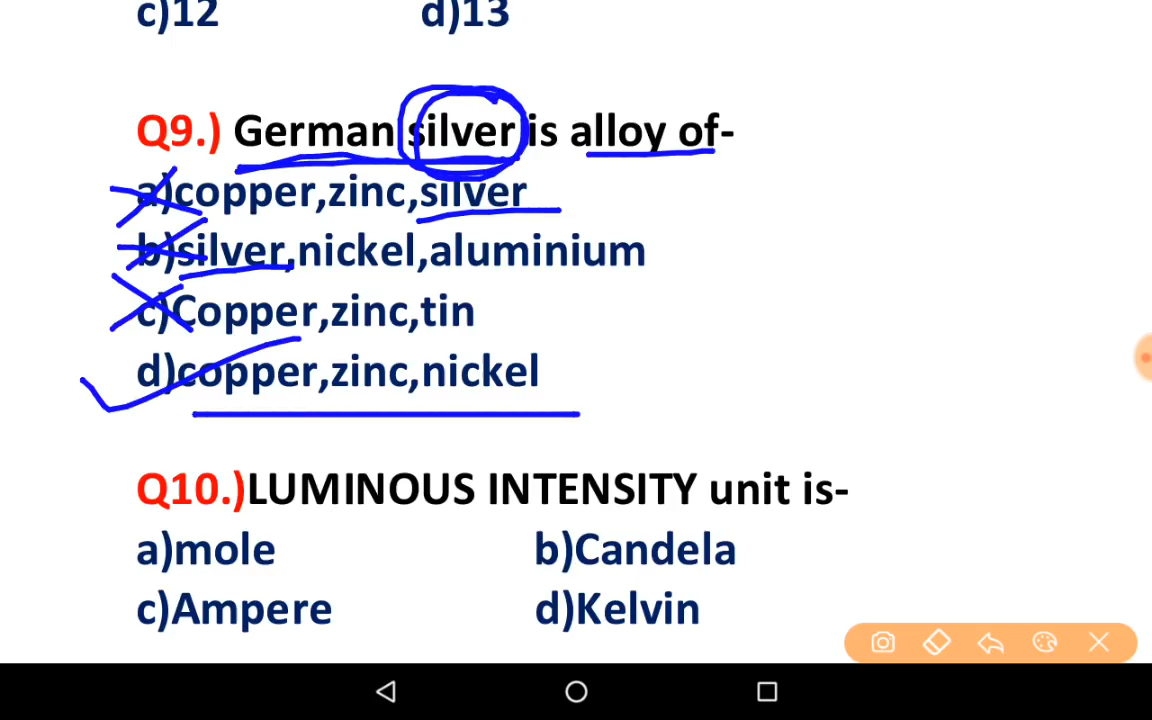 c)12 d)13
Q9.) German silver is alloy of-
a)copper,zinc,silver
b)silver,nickel,aluminium
c)Copper,zinc,tin
d)copper,zinc,nickel
Q10.)LUMINOUS INTENSITY unit is-
a)mole b)Candela
c)Ampere d)Kelvin